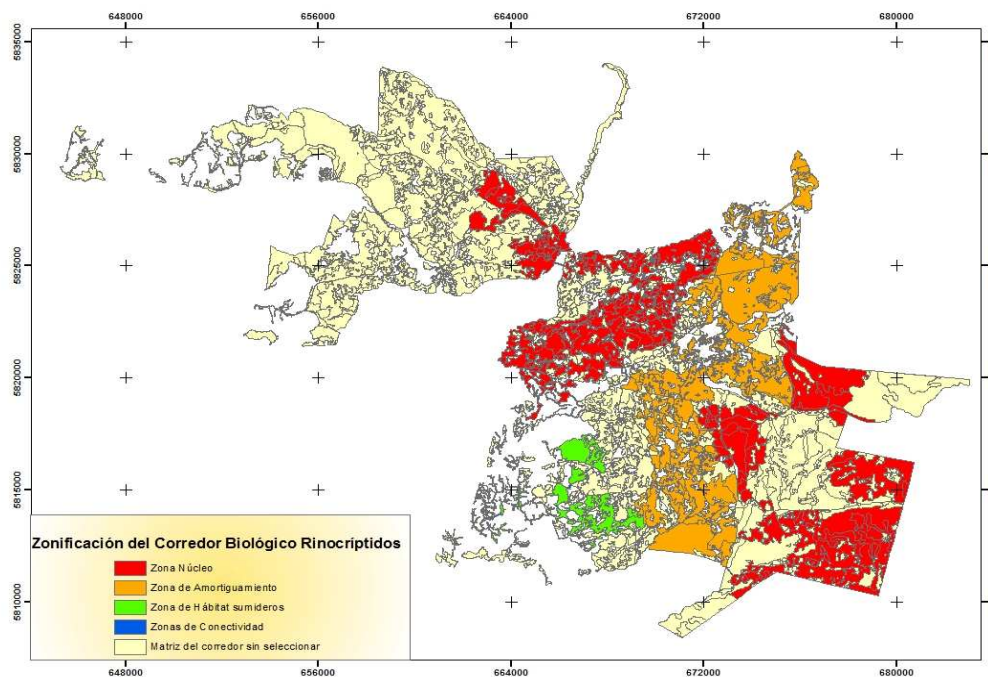 648000 656000 664000 672000 680000
5835000
5830000
5825000
5820000
5815000
5810000
Zonificación del Corredor Biológico Rinocríptidos
Zona Núcleo
Zona de Amortiguamiento
Zona de Hábitat sumideros
Zonas de Conectividad
Matriz del corredor sin seleccionar
648000 656000 664000 672000 680000